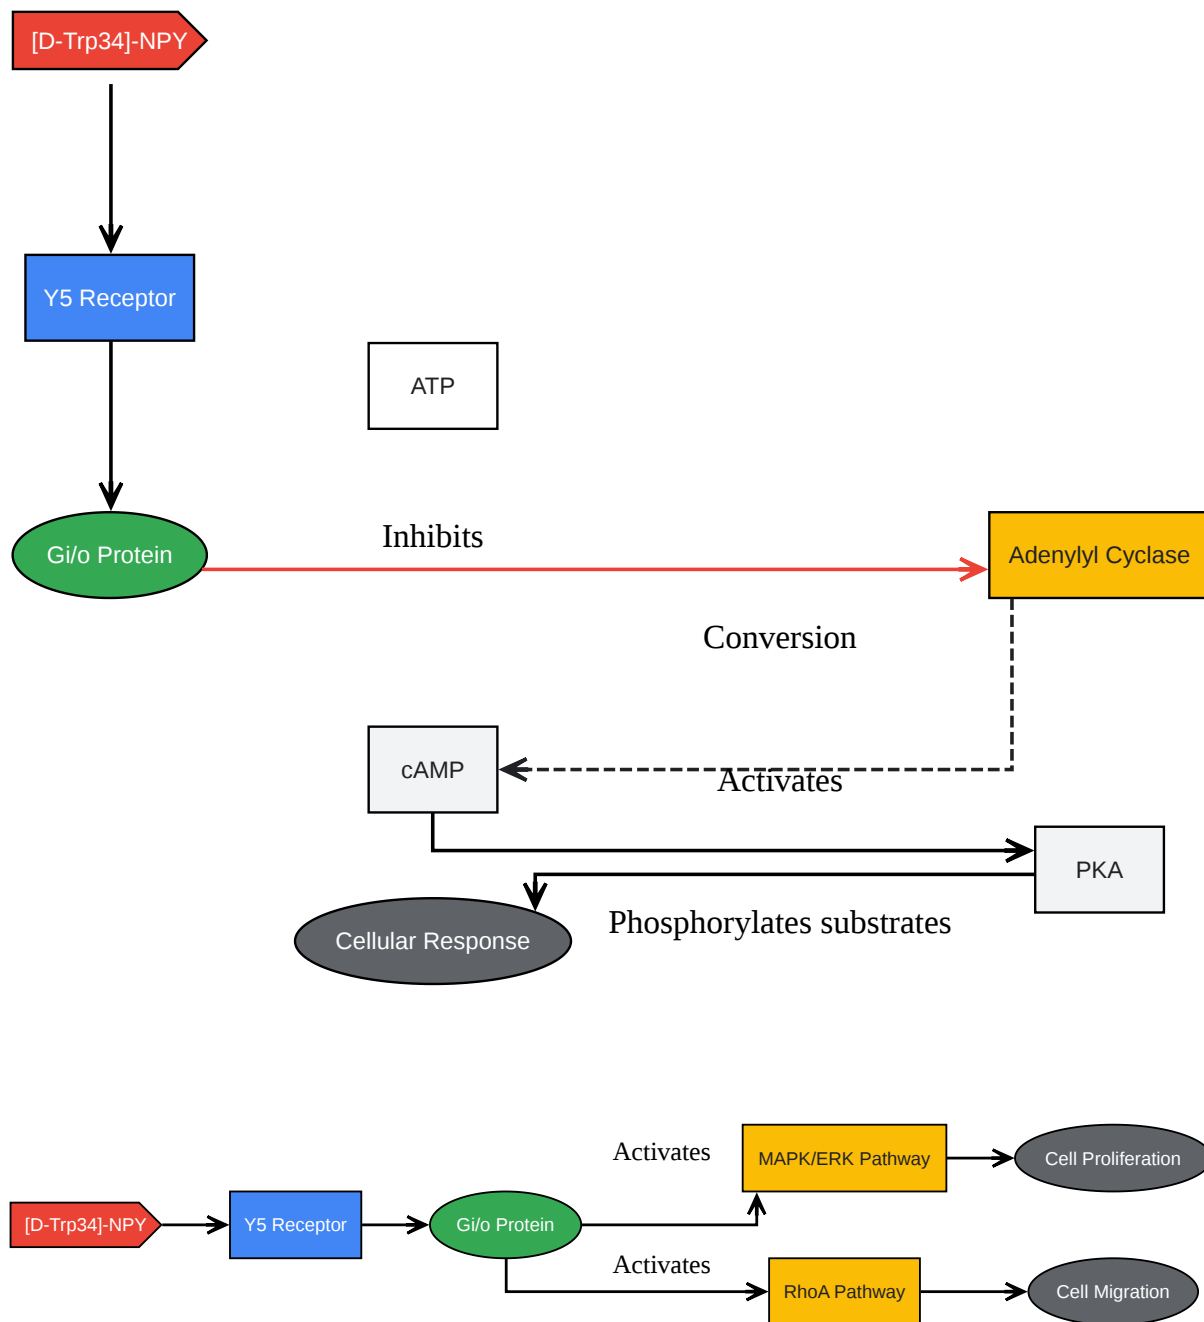 [D-Trp34]-NPY
Y5 Receptor
ATP
Gi/o Protein
Inhibits
Adenylyl Cyclase
Conversion
cAMP
Activates
PKA
Cellular Response
Phosphorylates substrates
Activates
MAPK/ERK Pathway
Cell Proliferation
[D-Trp34]-NPY
Y5 Receptor
Gi/o Protein
Activates
RhoA Pathway
Cell Migration